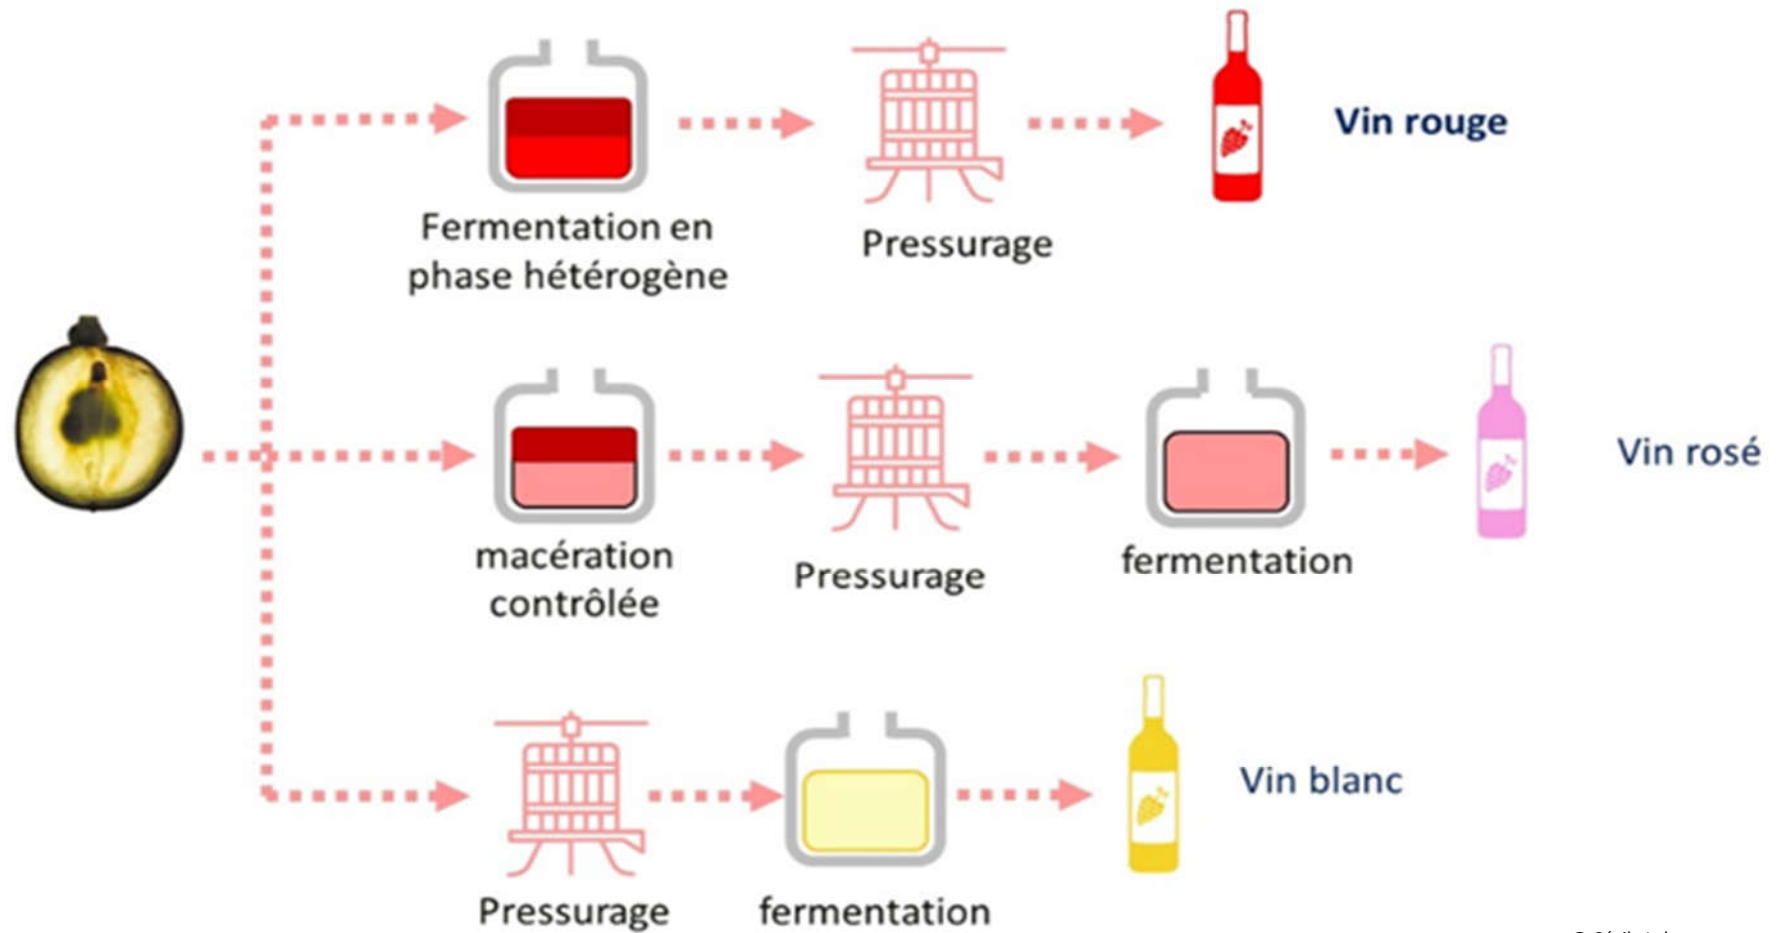 Vin rouge
Fermentation en
phase hétérogène
Pressurage
Vin rosé
macération
contrôlée
Pressurage
fermentation
Vin blanc
Pressurage
fermentation